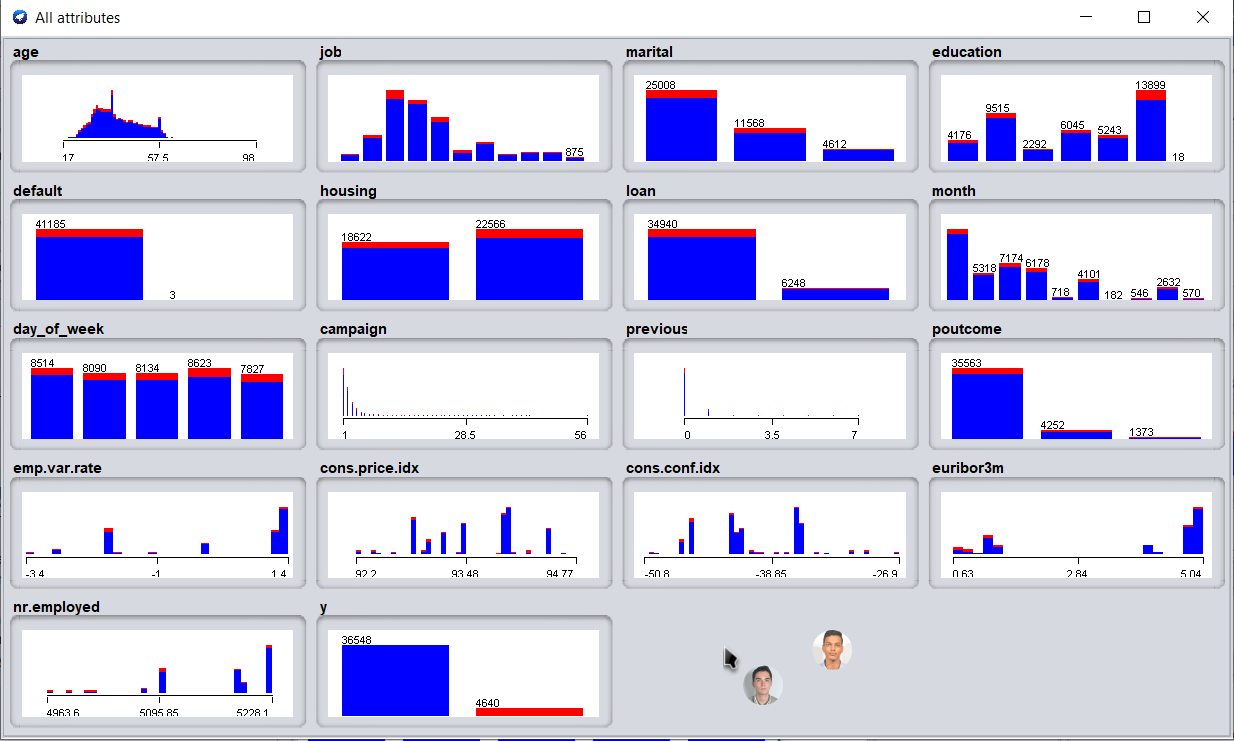 All attributes
age job marital education
17 57.5 98
875
25008 11568 4612
4176 9515 2292 6045 5243 13899 18
default housing loan month
41185 3
18622 22566
34940 6248
5318 7174 6178 718 4101 182 546 2632 570
day_of_week campaign previous poutcome
8514 8090 8134 8623 7827
1 28.5 56
0 3.5 7
35563 4252 1373
emp.var.rate cons.price.idx cons.conf.idx euribor3m
-3.4 -1 1.4
92.2 93.48 94.77
-50.8 -38.85 -26.9
0.63 2.84 5.04
nr.employed y
4963.6 5095.85 5228.1
36548 4640